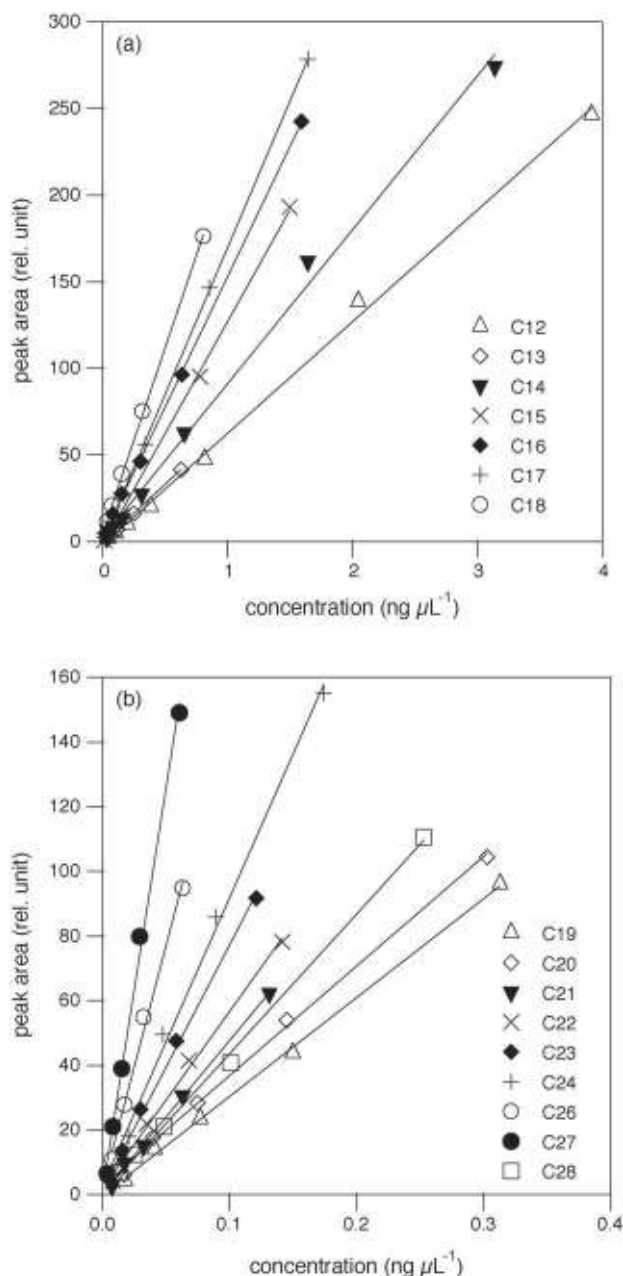 (a)
300
250
200
150
100
50
0
peak area (rel. unit)
C12
C13
C14
C15
C16
C17
C18
0 1 2 3 4
concentration (ng µL⁻¹)
(b)
160
140
120
100
80
60
40
20
0
peak area (rel. unit)
C19
C20
C21
C22
C23
C24
C26
C27
C28
0.0 0.1 0.2 0.3 0.4
concentration (ng µL⁻¹)